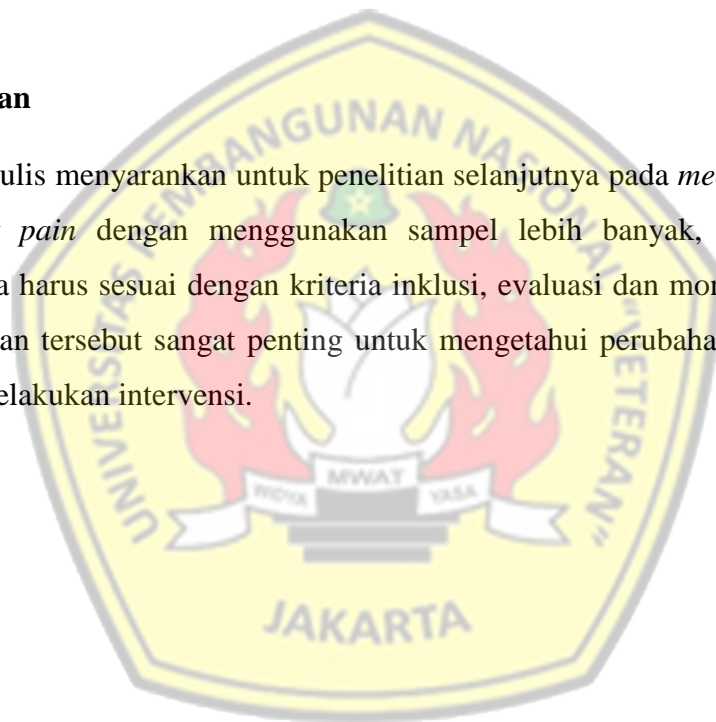 an
ulis menyarankan untuk penelitian selanjutnya pada me
pain dengan menggunakan sampel lebih banyak,
a harus sesuai dengan kriteria inklusi, evaluasi dan mon
an tersebut sangat penting untuk mengetahui perubaha
elakukan intervensi.
UNIVERSITAS PEMBANGUNAN NASIONAL "VETERAN"
WIDYA MWAT YASA
JAKARTA